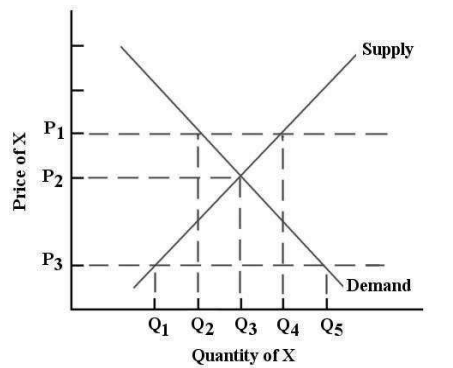 Supply
P1
P2
P3
Price of X
Demand
Q1 Q2 Q3 Q4 Q5
Quantity of X